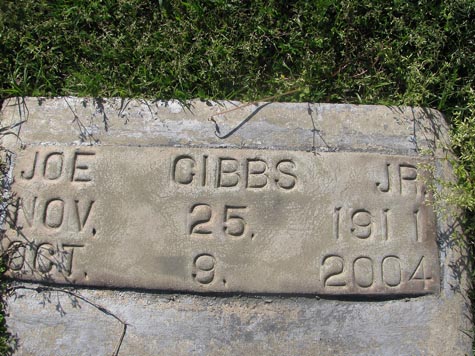 JOE GIBBS JR
NOV. 25. 1911
OCT. 9. 2004